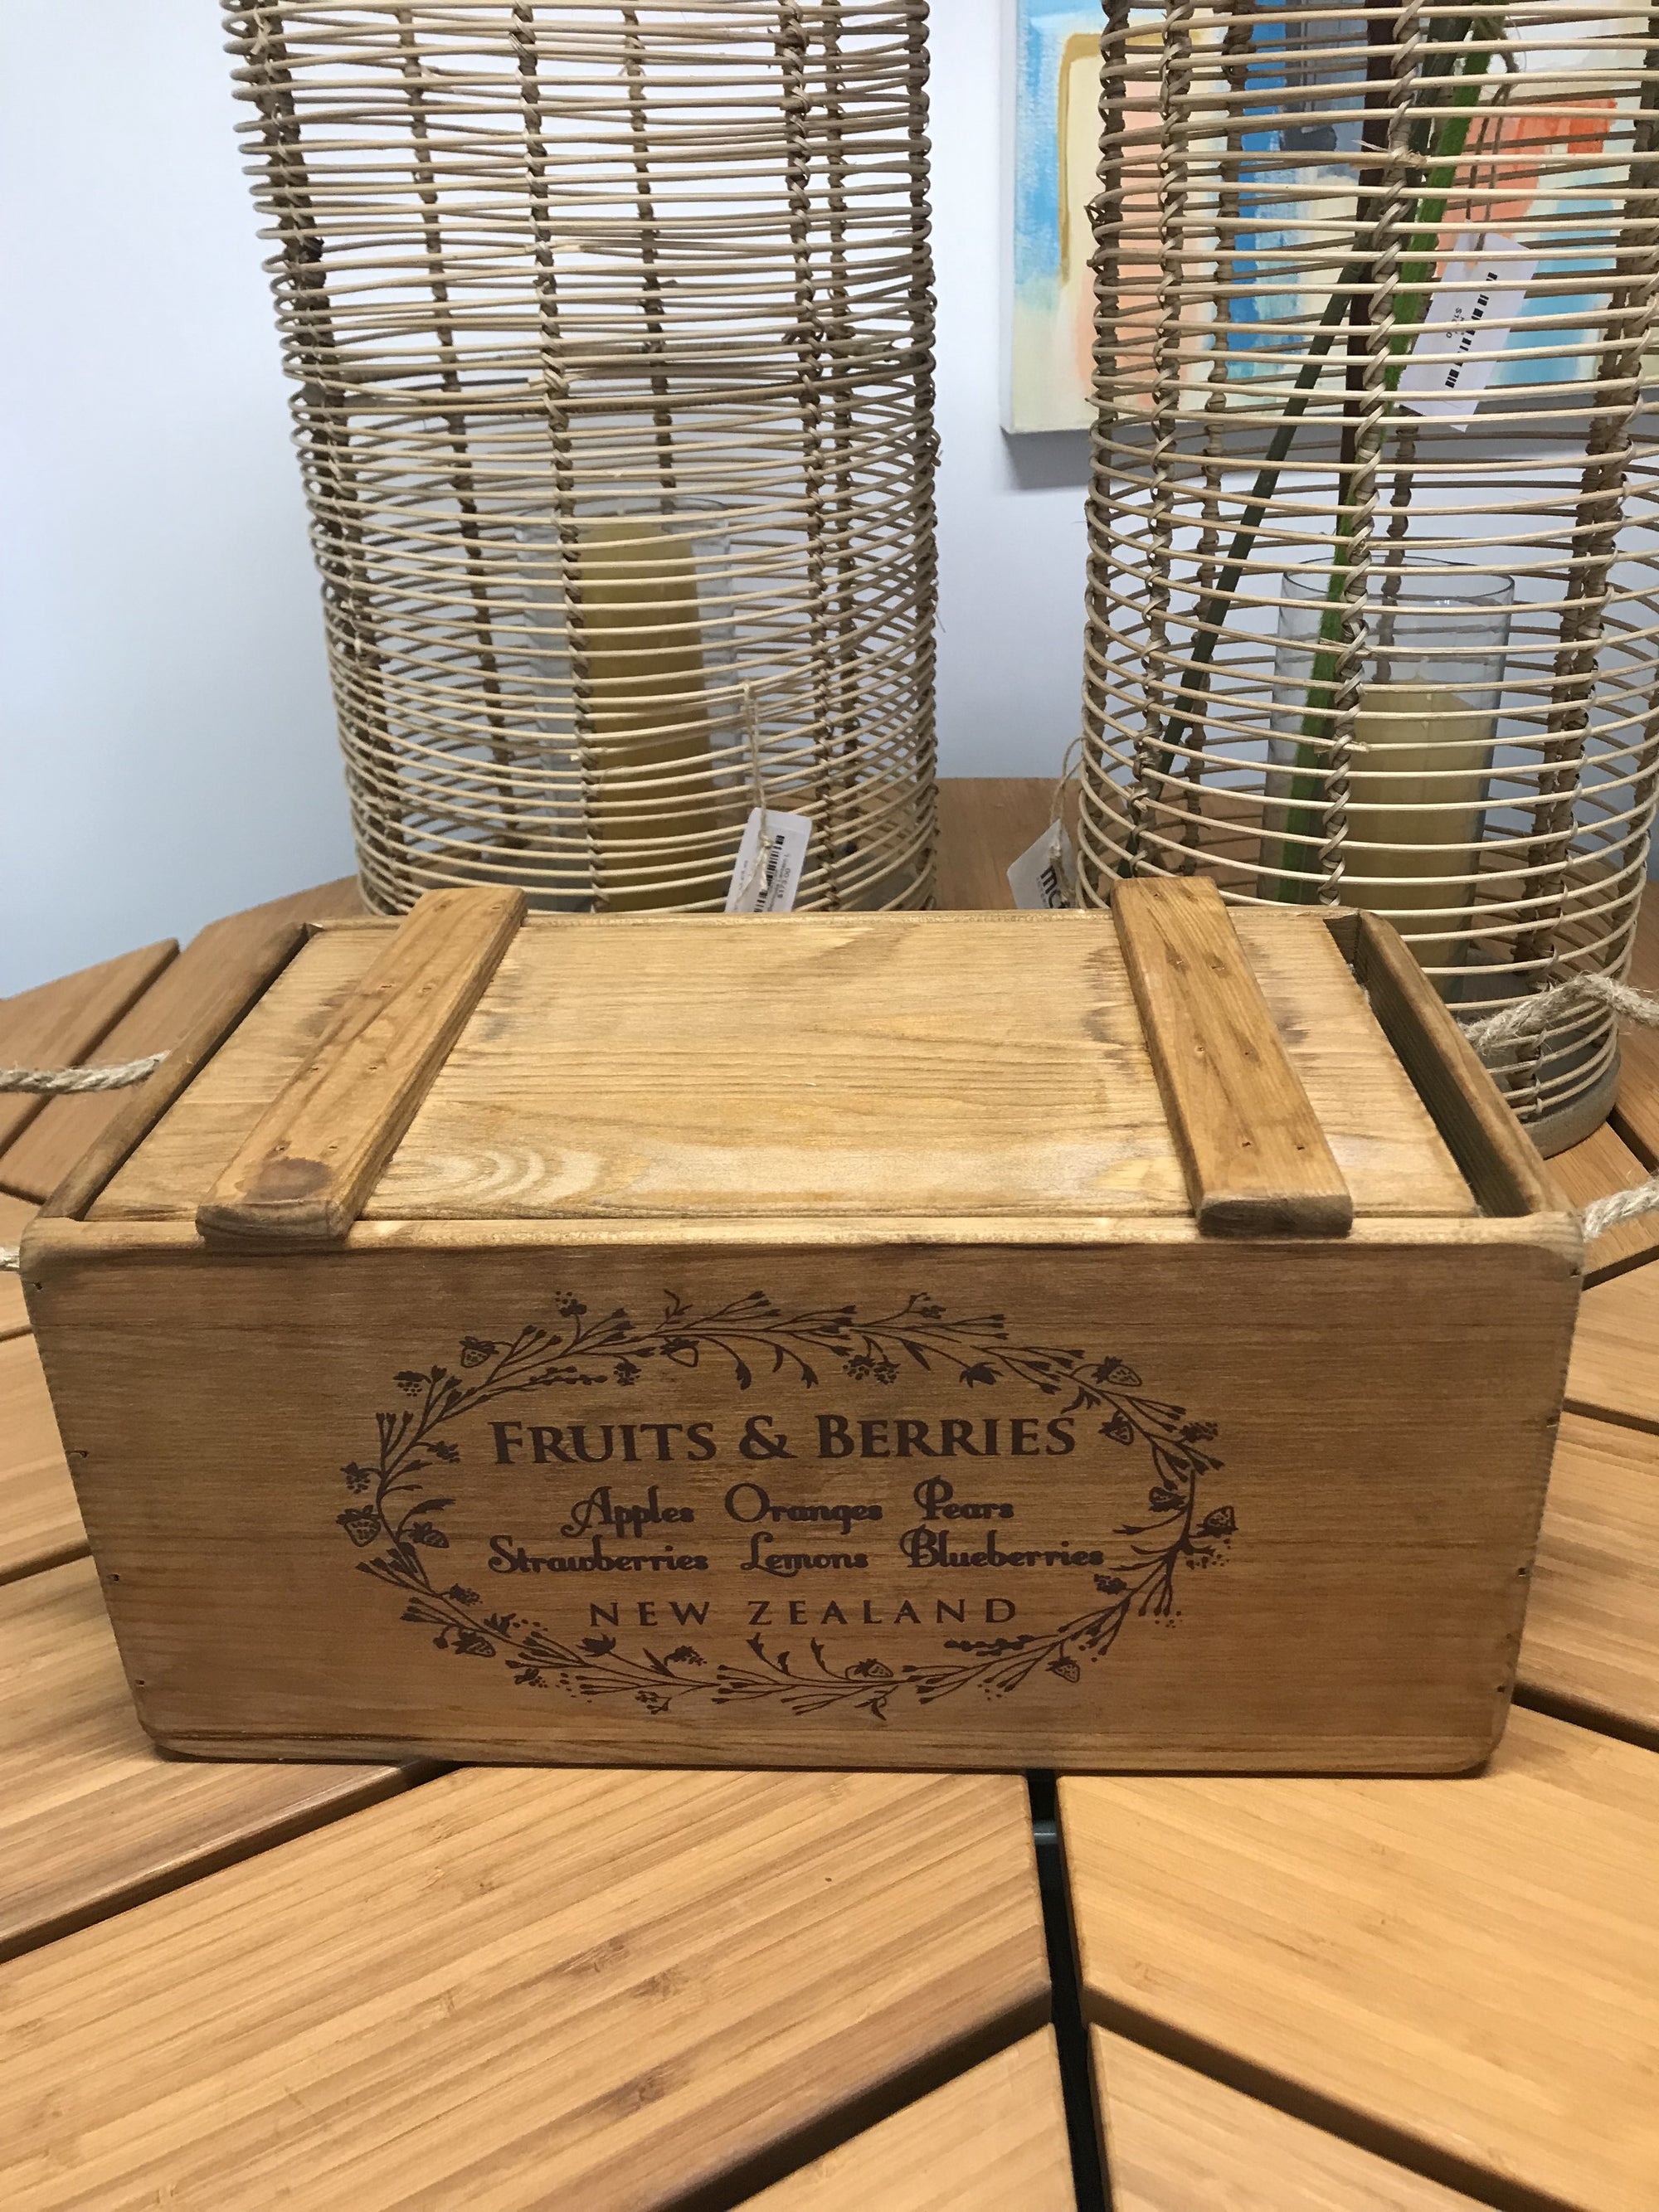 FRUITS & BERRIES
Apples Oranges Pears
Strawberries Lemons Blueberries
NEW ZEALAND